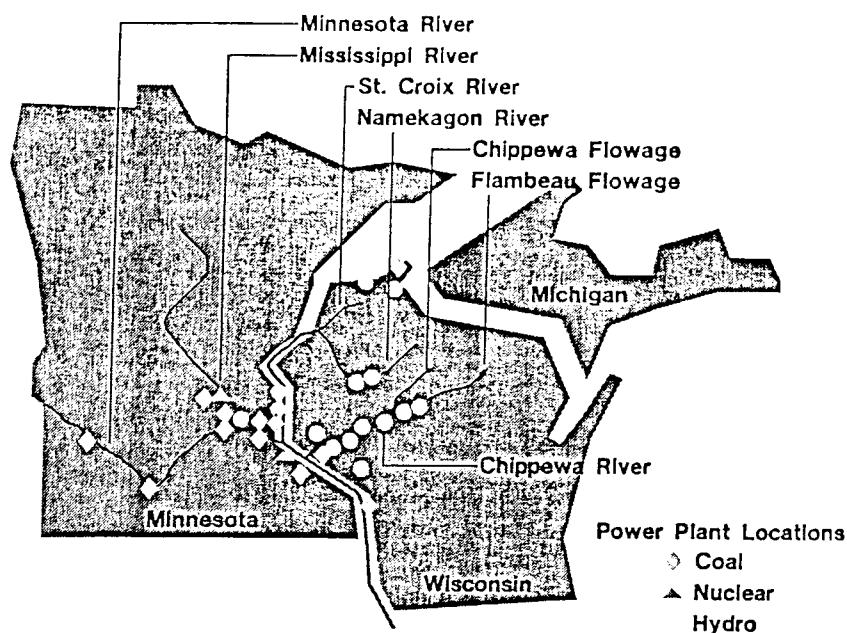 Minnesota River
Mississippi River
St. Croix River
Namekagon River
Chippewa Flowage
Flambeau Flowage
Michigan
Chippewa River
Minnesota
Wisconsin
Power Plant Locations
Coal
Nuclear
Hydro